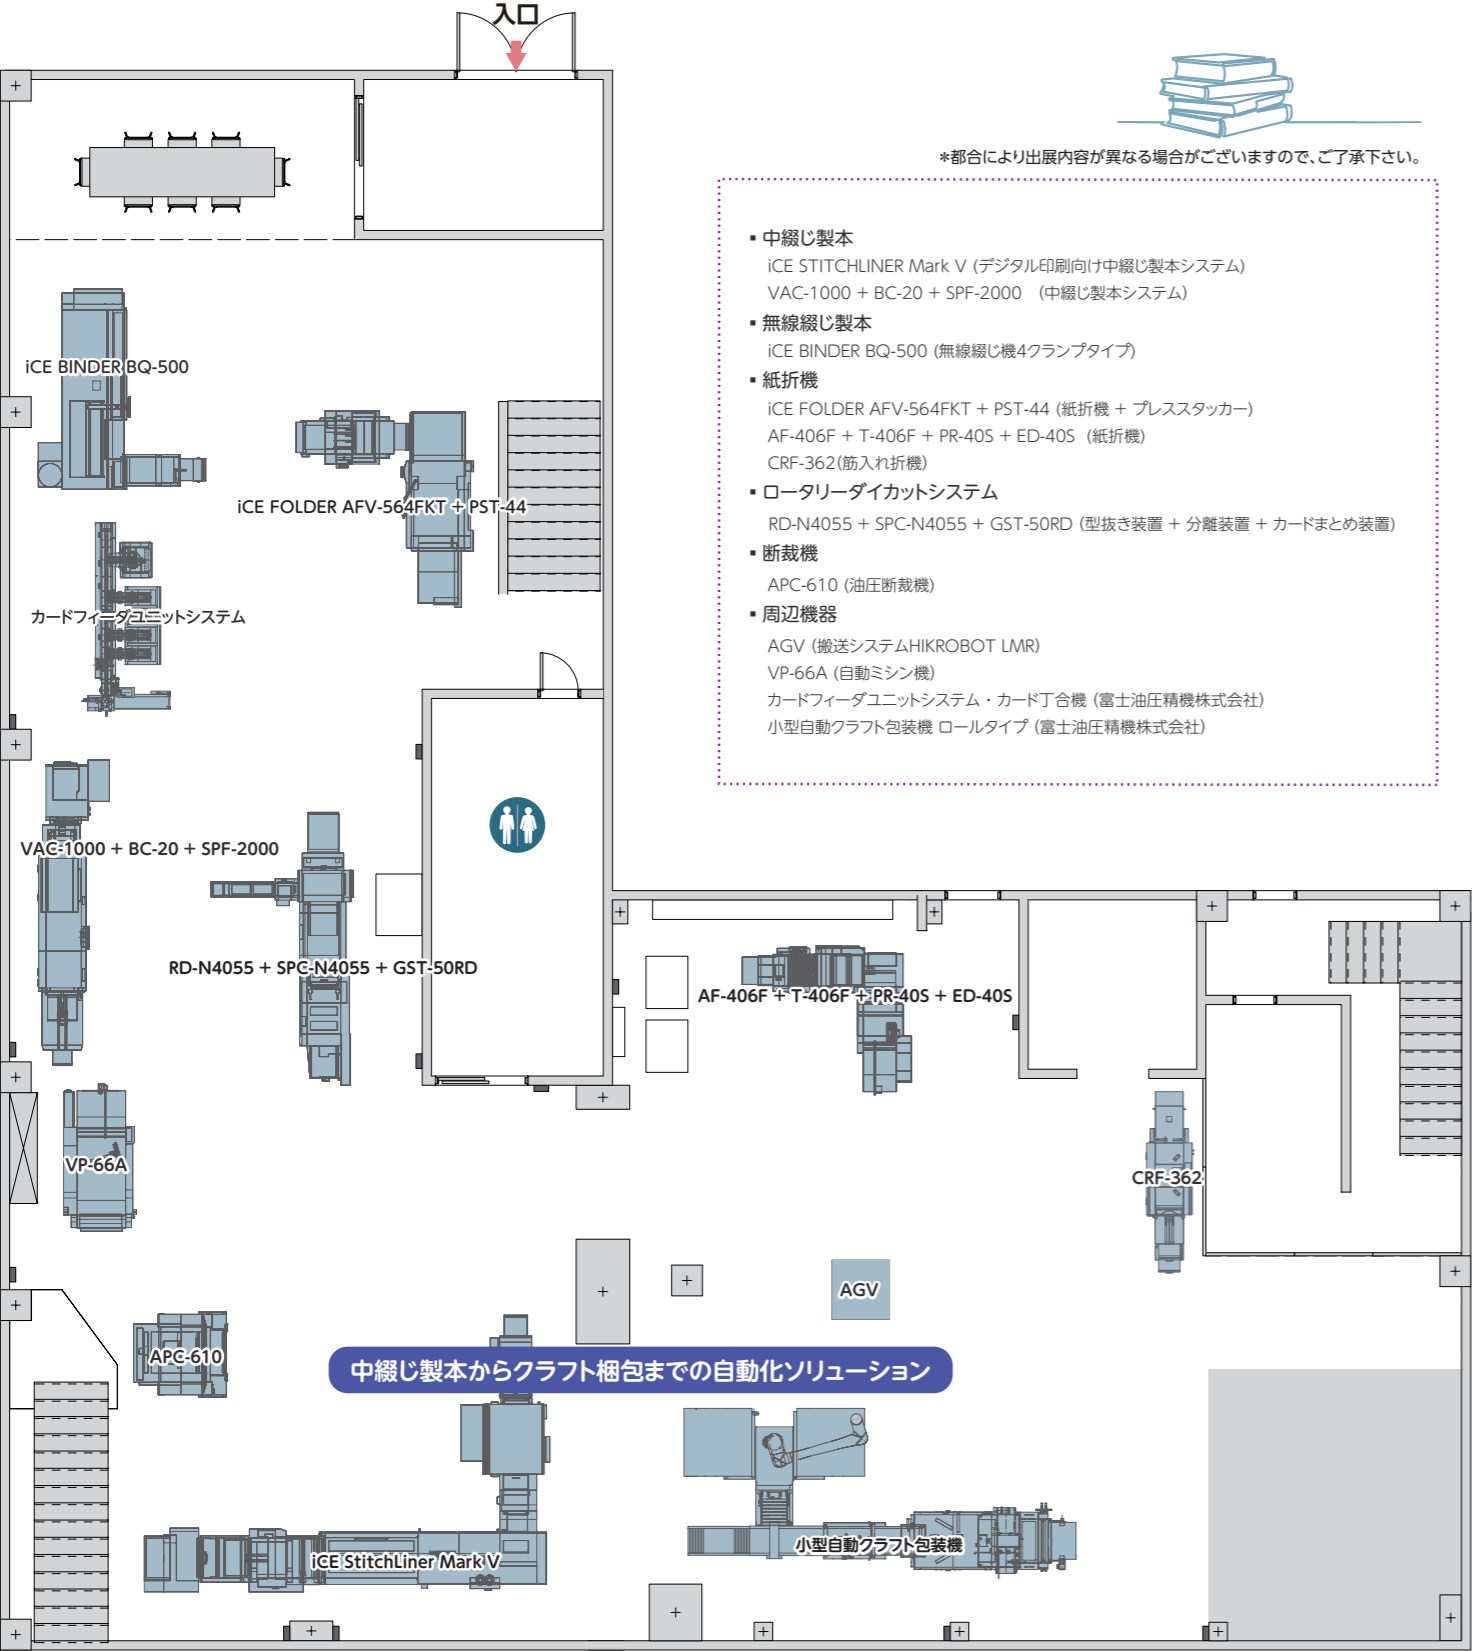 入口
*都合により出展内容が異なる場合がございますので、ご了承下さい。
▪ 中綴じ製本
iCE STITCHLINER Mark V (デジタル印刷向け中綴じ製本システム)
VAC-1000 + BC-20 + SPF-2000 (中綴じ製本システム)
▪ 無線綴じ製本
iCE BINDER BQ-500 (無線綴じ機4クランプタイプ)
▪ 紙折機
iCE FOLDER AFV-564FKT + PST-44 (紙折機 + プレススタッカー)
AF-406F + T-406F + PR-40S + ED-40S (紙折機)
CRF-362(筋入れ折機)
▪ ロータリーダイカットシステム
RD-N4055 + SPC-N4055 + GST-50RD (型抜き装置 + 分離装置 + カードまとめ装置)
▪ 断裁機
APC-610 (油圧断裁機)
▪ 周辺機器
AGV (搬送システムHIKROBOT LMR)
VP-66A (自動ミシン機)
カードフィーダユニットシステム・カード丁合機 (富士油圧精機株式会社)
小型自動クラフト包装機 ロールタイプ (富士油圧精機株式会社)
iCE BINDER BQ-500
iCE FOLDER AFV-564FKT + PST-44
カードフィーダユニットシステム
VAC-1000 + BC-20 + SPF-2000
RD-N4055 + SPC-N4055 + GST-50RD
AF-406F + T-406F + PR-40S + ED-40S
VP-66A
CRF-362
AGV
APC-610
中綴じ製本からクラフト梱包までの自動化ソリューション
小型自動クラフト包装機
iCE StitchLiner Mark V